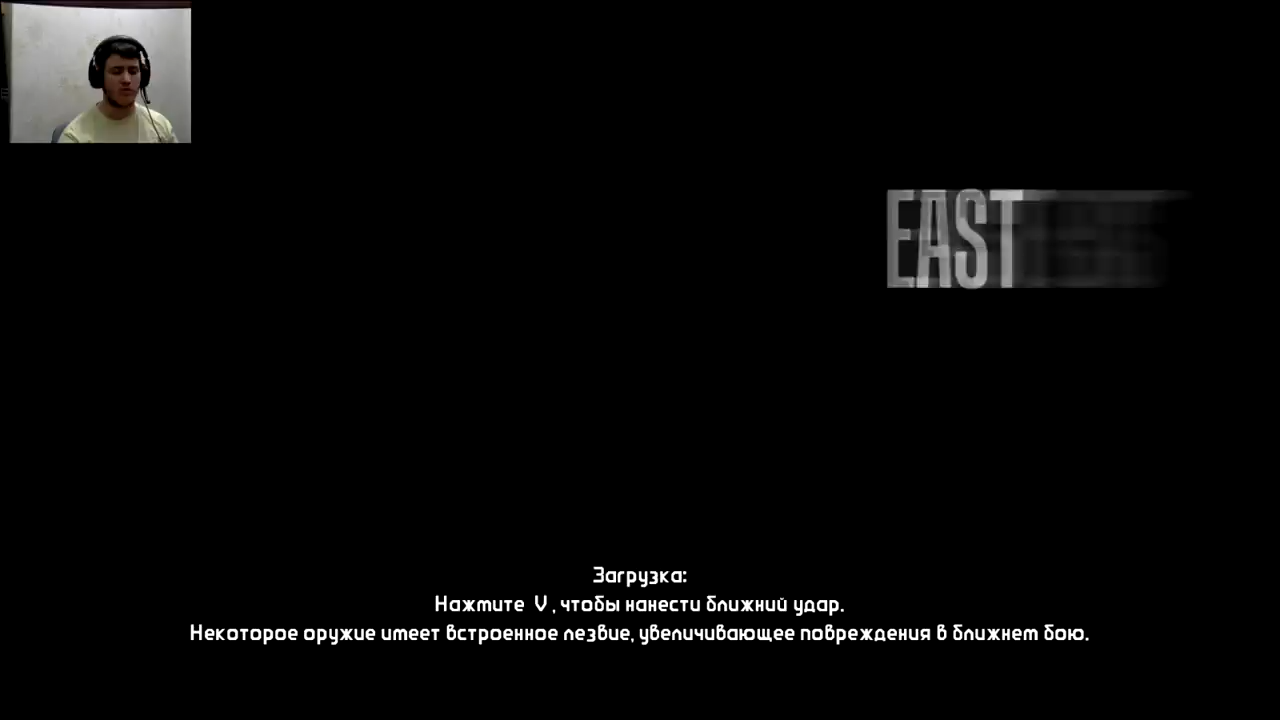 EAST
Загрузка:
Нажмите V , чтобы нанести ближний удар.
Некоторое оружие имеет встроенное лезвие, увеличивающее повреждения в ближнем бою.